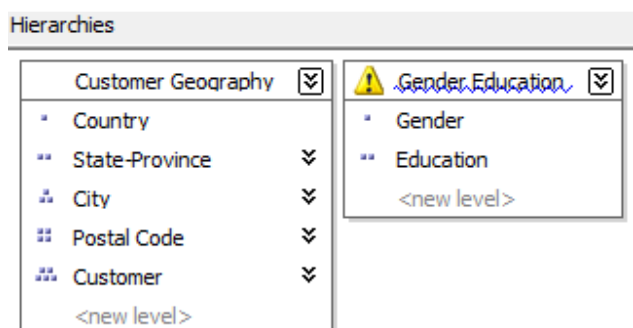 Hierarchies
Customer Geography
Country
State-Province
City
Postal Code
Customer
<new level>
Gender Education
Gender
Education
<new level>